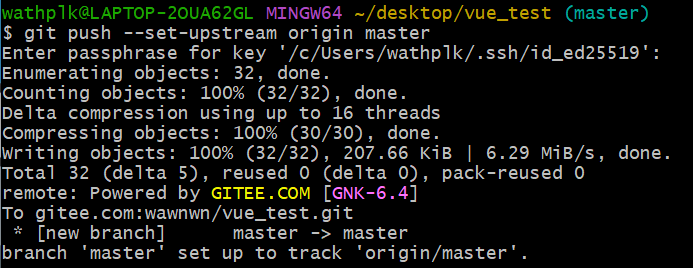 wathplk@LAPTOP-2OUA62GL MINGW64 ~/desktop/vue_test (master)
$ git push --set-upstream origin master
Enter passphrase for key '/c/Users/wathplk/.ssh/id_ed25519':
Enumerating objects: 32, done.
Counting objects: 100% (32/32), done.
Delta compression using up to 16 threads
Compressing objects: 100% (30/30), done.
Writing objects: 100% (32/32), 207.66 KiB | 6.29 MiB/s, done.
Total 32 (delta 5), reused 0 (delta 0), pack-reused 0
remote: Powered by GITEE.COM [GNK-6.4]
To gitee.com:wawnwn/vue_test.git
 * [new branch]      master -> master
branch 'master' set up to track 'origin/master'.